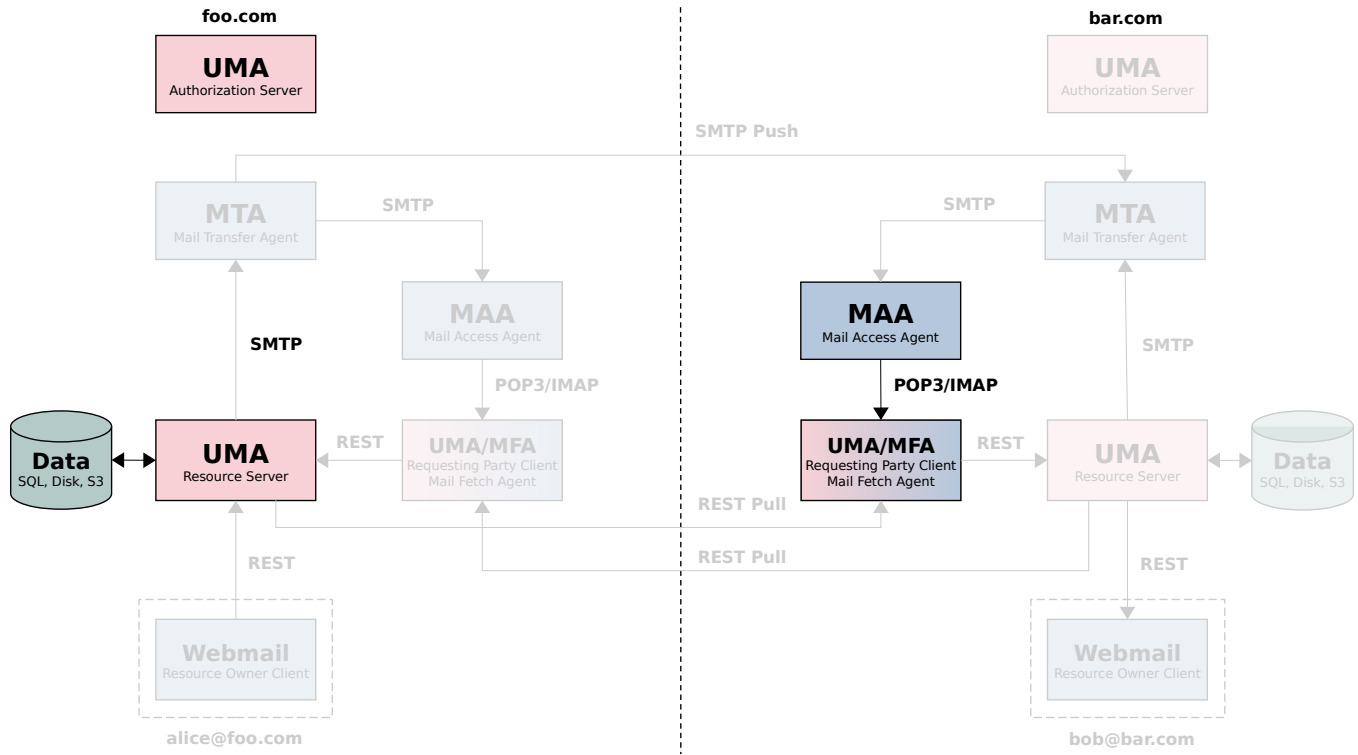 foo.com
bar.com
UMA
Authorization Server
UMA
Authorization Server
SMTP Push
MTA
Mail Transfer Agent
SMTP
SMTP
MTA
Mail Transfer Agent
MAA
Mail Access Agent
MAA
Mail Access Agent
SMTP
SMTP
POP3/IMAP
POP3/IMAP
Data
SQL, Disk, S3
UMA
Resource Server
REST
UMA/MFA
Requesting Party Client
Mail Fetch Agent
UMA/MFA
Requesting Party Client
Mail Fetch Agent
REST
UMA
Resource Server
Data
SQL, Disk, S3
REST Pull
REST Pull
REST
REST
Webmail
Resource Owner Client
Webmail
Resource Owner Client
alice@foo.com
bob@bar.com